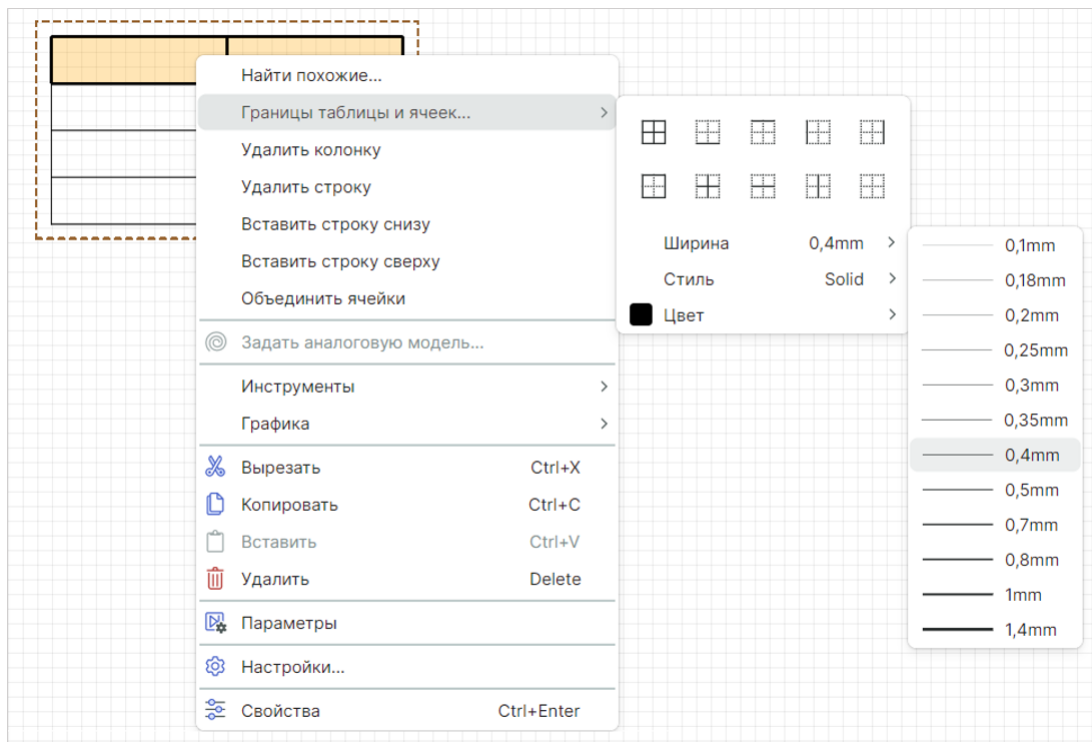 Найти похожие...
Границы таблицы и ячеек...
Удалить колонку
Удалить строку
Вставить строку снизу
Вставить строку сверху
Объединить ячейки
Задать аналоговую модель...
Инструменты
Графика
Вырезать Ctrl+X
Копировать Ctrl+C
Вставить Ctrl+V
Удалить Delete
Параметры
Настройки...
Свойства Ctrl+Enter
Ширина 0,4mm
Стиль Solid
Цвет
0,1mm
0,18mm
0,2mm
0,25mm
0,3mm
0,35mm
0,4mm
0,5mm
0,7mm
0,8mm
1mm
1,4mm